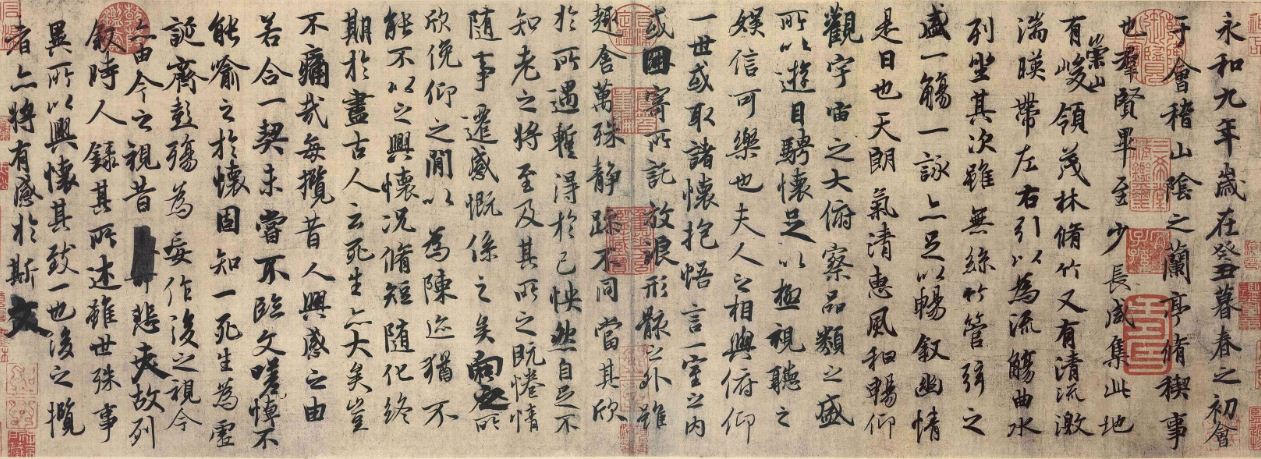 永和九年歲在癸丑暮春之初會
于會稽山陰之蘭亭脩稧事
也羣賢畢至少長咸集此地
有崇山峻領茂林脩竹又有清流激
湍暎帶左右引以為流觴曲水
列坐其次雖無絲竹管弦之
盛一觴一詠亦足以暢敘幽情
是日也天朗氣清惠風和暢仰
觀宇宙之大俯察品類之盛
所以遊目騁懷足以極視聽之
娛信可樂也夫人之相與俯仰
一世或取諸懷抱悟言一室之內
或因寄所託放浪形骸之外雖
趣舍萬殊靜躁不同當其欣
於所遇蹔得於己怏然自足不
知老之將至及其所之既惓情
隨事遷感慨係之矣向之所
欣俛仰之閒以為陳迹猶不
能不以之興懷況脩短隨化終
期於盡古人云死生亦大矣豈
不痛哉每攬昔人興感之由
若合一契未嘗不臨文嗟悼不
能喻之於懷固知一死生為虛
誕齊彭殤為妄作後之視今
亦由今之視昔悲夫故列
敘時人錄其所述雖世殊事
異所以興懷其致一也後之攬
者亦將有感於斯文